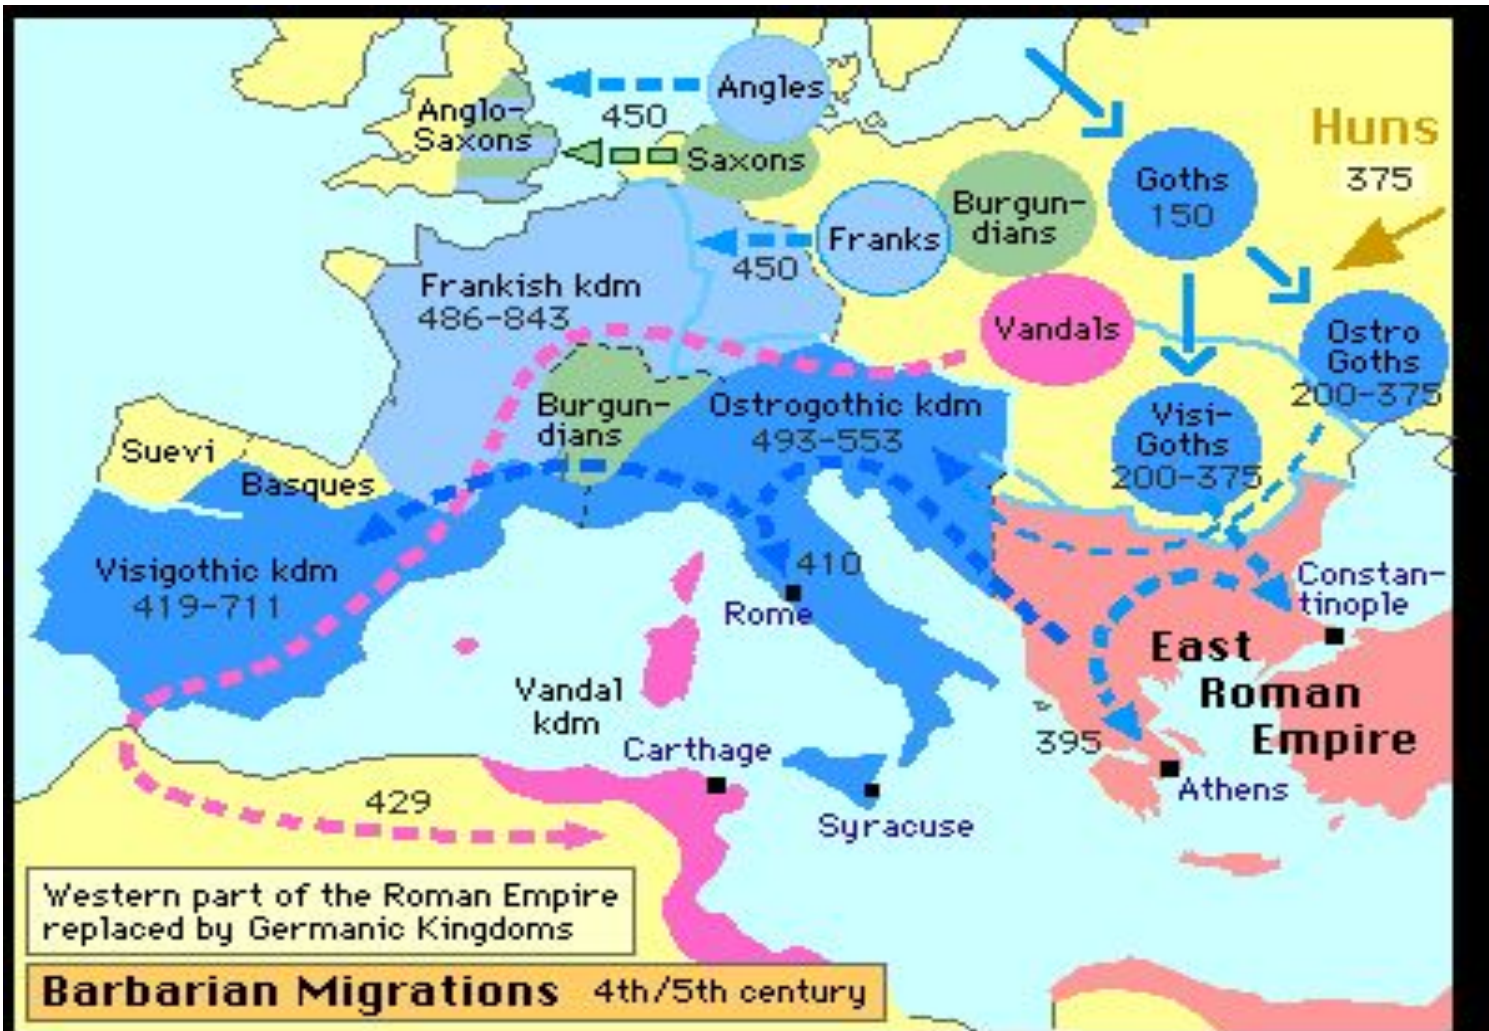 Angles
450
Anglo-
Saxons
Saxons
Huns
375
Goths
150
Burgun-
dians
Franks
450
Frankish kdm
486-843
Vandals
Ostro
Goths
200-375
Visi-
Goths
200-375
Burgun-
dians
Ostrogothic kdm
493-553
Suevi
Basques
Visigothic kdm
419-711
410
Rome
Constan-
tinople
East
Roman
Empire
Vandal
kdm
Carthage
395
Athens
429
Syracuse
Western part of the Roman Empire
replaced by Germanic Kingdoms
Barbarian Migrations 4th/5th century